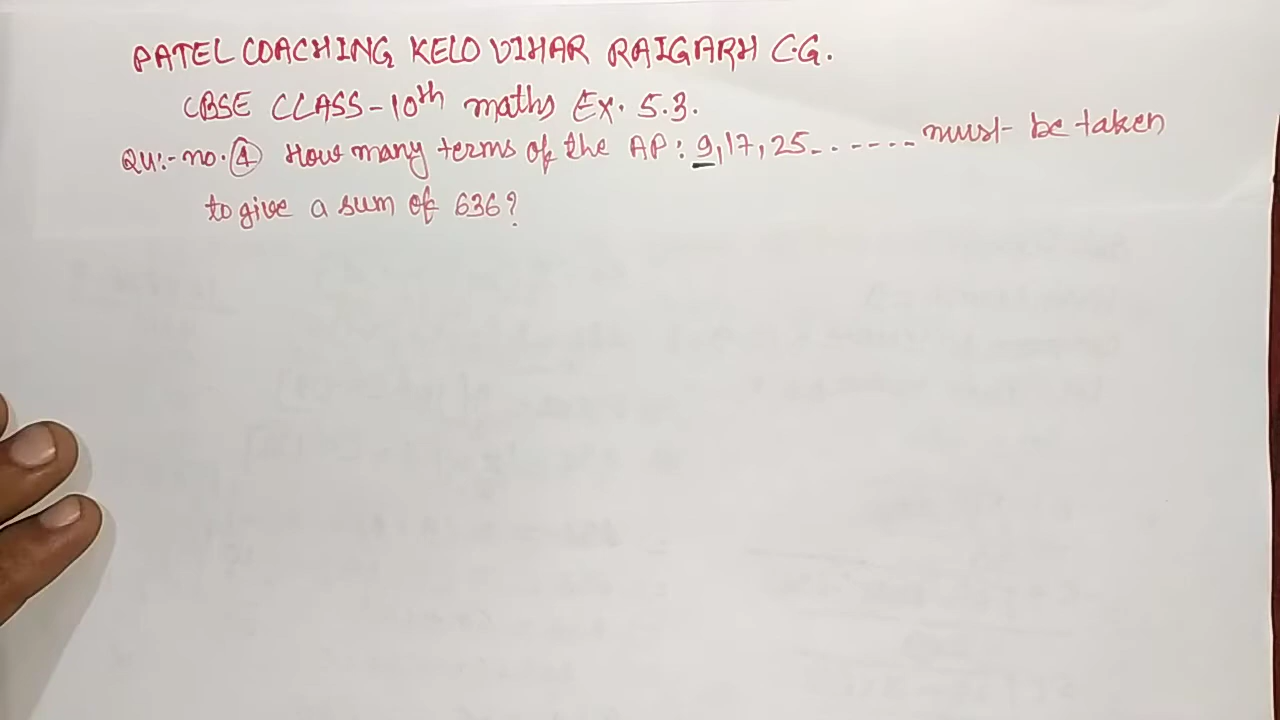 PATEL COACHING KELO VIHAR RAIGARH C.G.
CBSE CLASS-10th maths Ex. 5.3.
Qu:-no.④ How many terms of the AP: 9,17,25....... must be taken
to give a sum of 636?